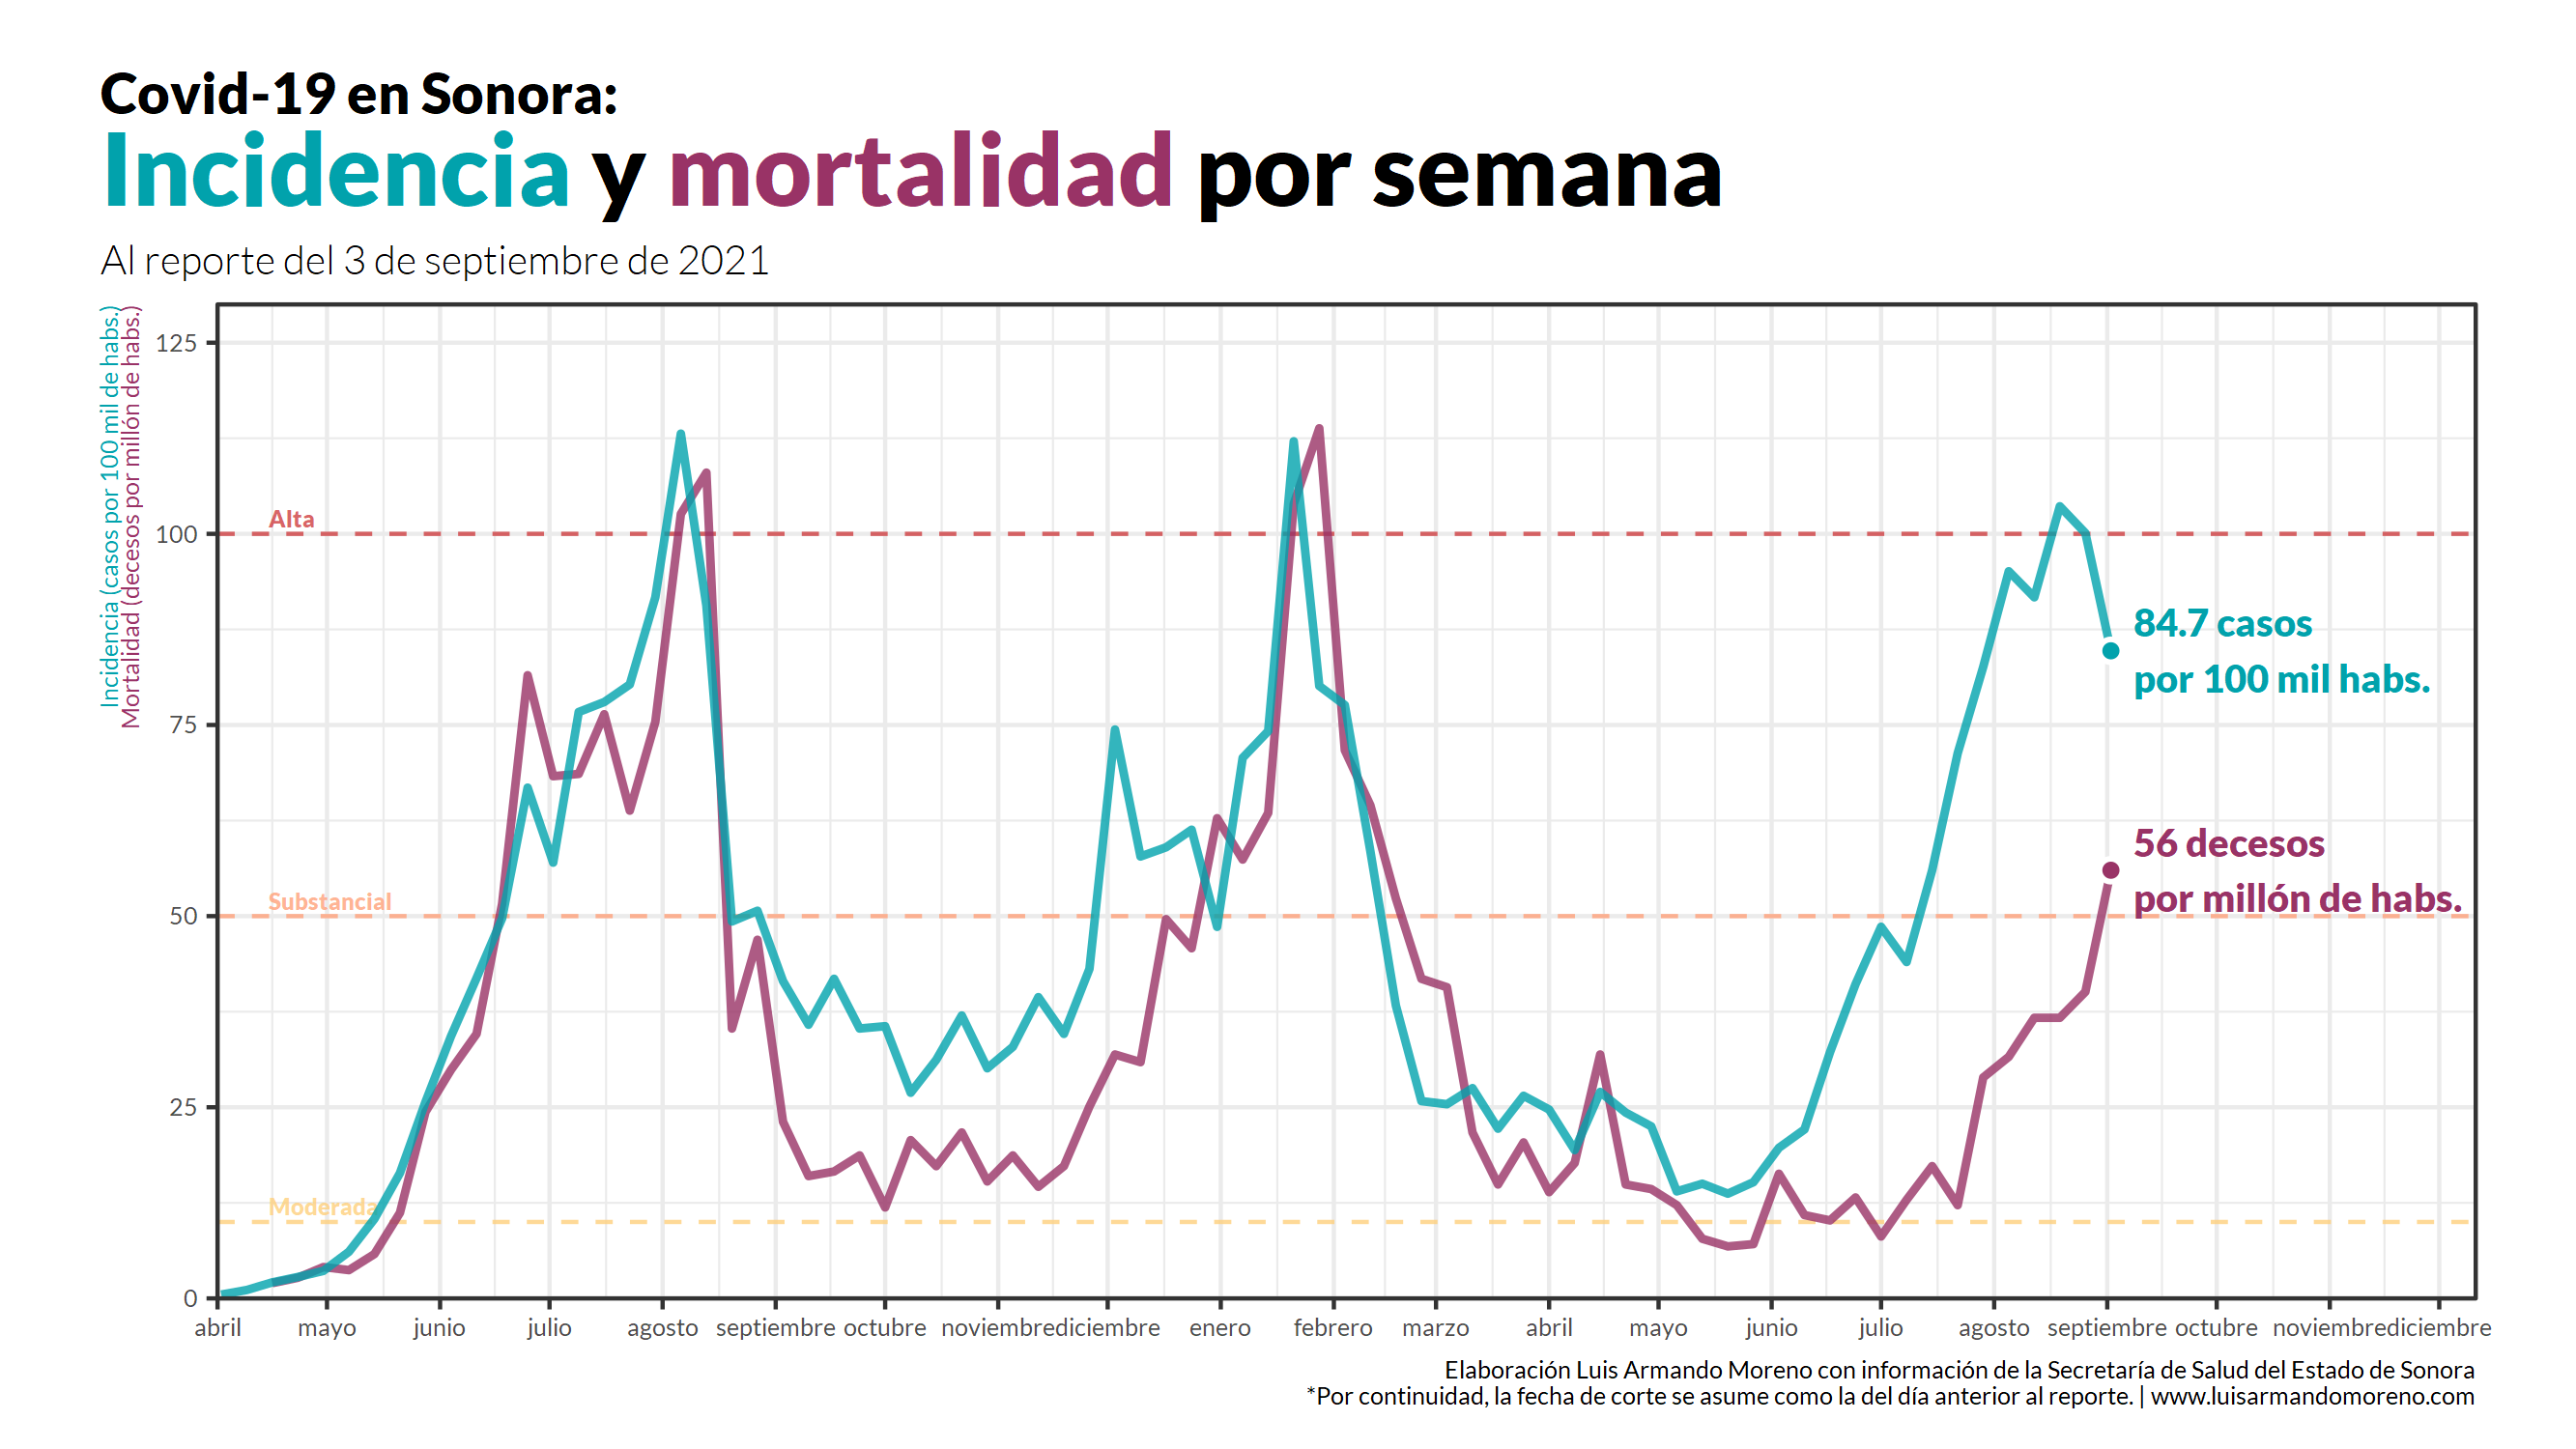 Covid-19 en Sonora:
Incidencia y mortalidad por semana
Al reporte del 3 de septiembre de 2021
Incidencia (casos por 100 mil de habs.)
Mortalidad (decesos por millón de habs.)
125
100
75
50
25
0
Alta
Substancial
Moderada
84.7 casos
por 100 mil habs.
56 decesos
por millón de habs.
abril mayo junio julio agosto septiembre octubre noviembre diciembre enero febrero marzo abril mayo junio julio agosto septiembre octubre noviembre diciembre
Elaboración Luis Armando Moreno con información de la Secretaría de Salud del Estado de Sonora
*Por continuidad, la fecha de corte se asume como la del día anterior al reporte. | www.luisarmandomoreno.com